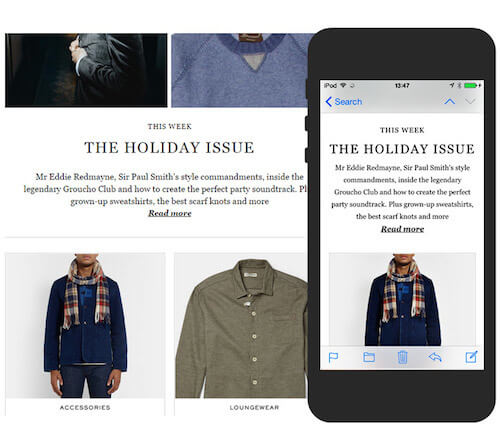 THIS WEEK
THE HOLIDAY ISSUE
Mr Eddie Redmayne, Sir Paul Smith's style commandments, inside the
legendary Groucho Club and how to create the perfect party soundtrack. Plus
grown-up sweatshirts, the best scarf knots and more
Read more
ACCESSORIES
LOUNGEWEAR
iPod 13:47
Search
THIS WEEK
THE HOLIDAY ISSUE
Mr Eddie Redmayne, Sir Paul Smith's style
commandments, inside the legendary
Groucho Club and how to create the perfect
party soundtrack. Plus grown-up sweatshirts,
the best scarf knots and more
Read more